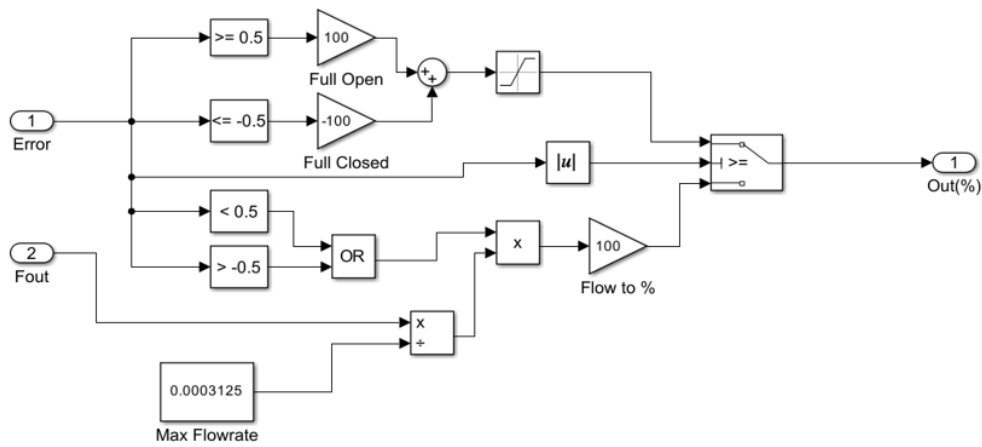 >= 0.5
100
Full Open
+
+
1
Error
<= -0.5
-100
Full Closed
|u|
>=
1
Out(%)
< 0.5
> -0.5
OR
x
100
Flow to %
2
Fout
x
÷
0.0003125
Max Flowrate